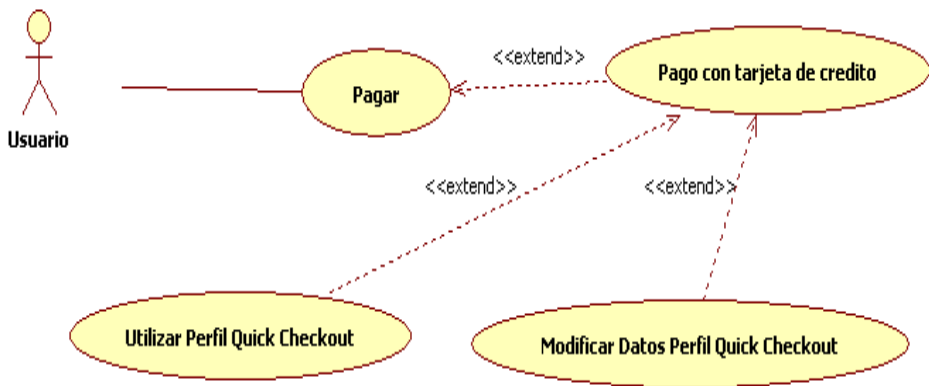 <<extend>>
Pago con tarjeta de credito
Pagar
Usuario
<<extend>>
<<extend>>
Utilizar Perfil Quick Checkout
Modificar Datos Perfil Quick Checkout